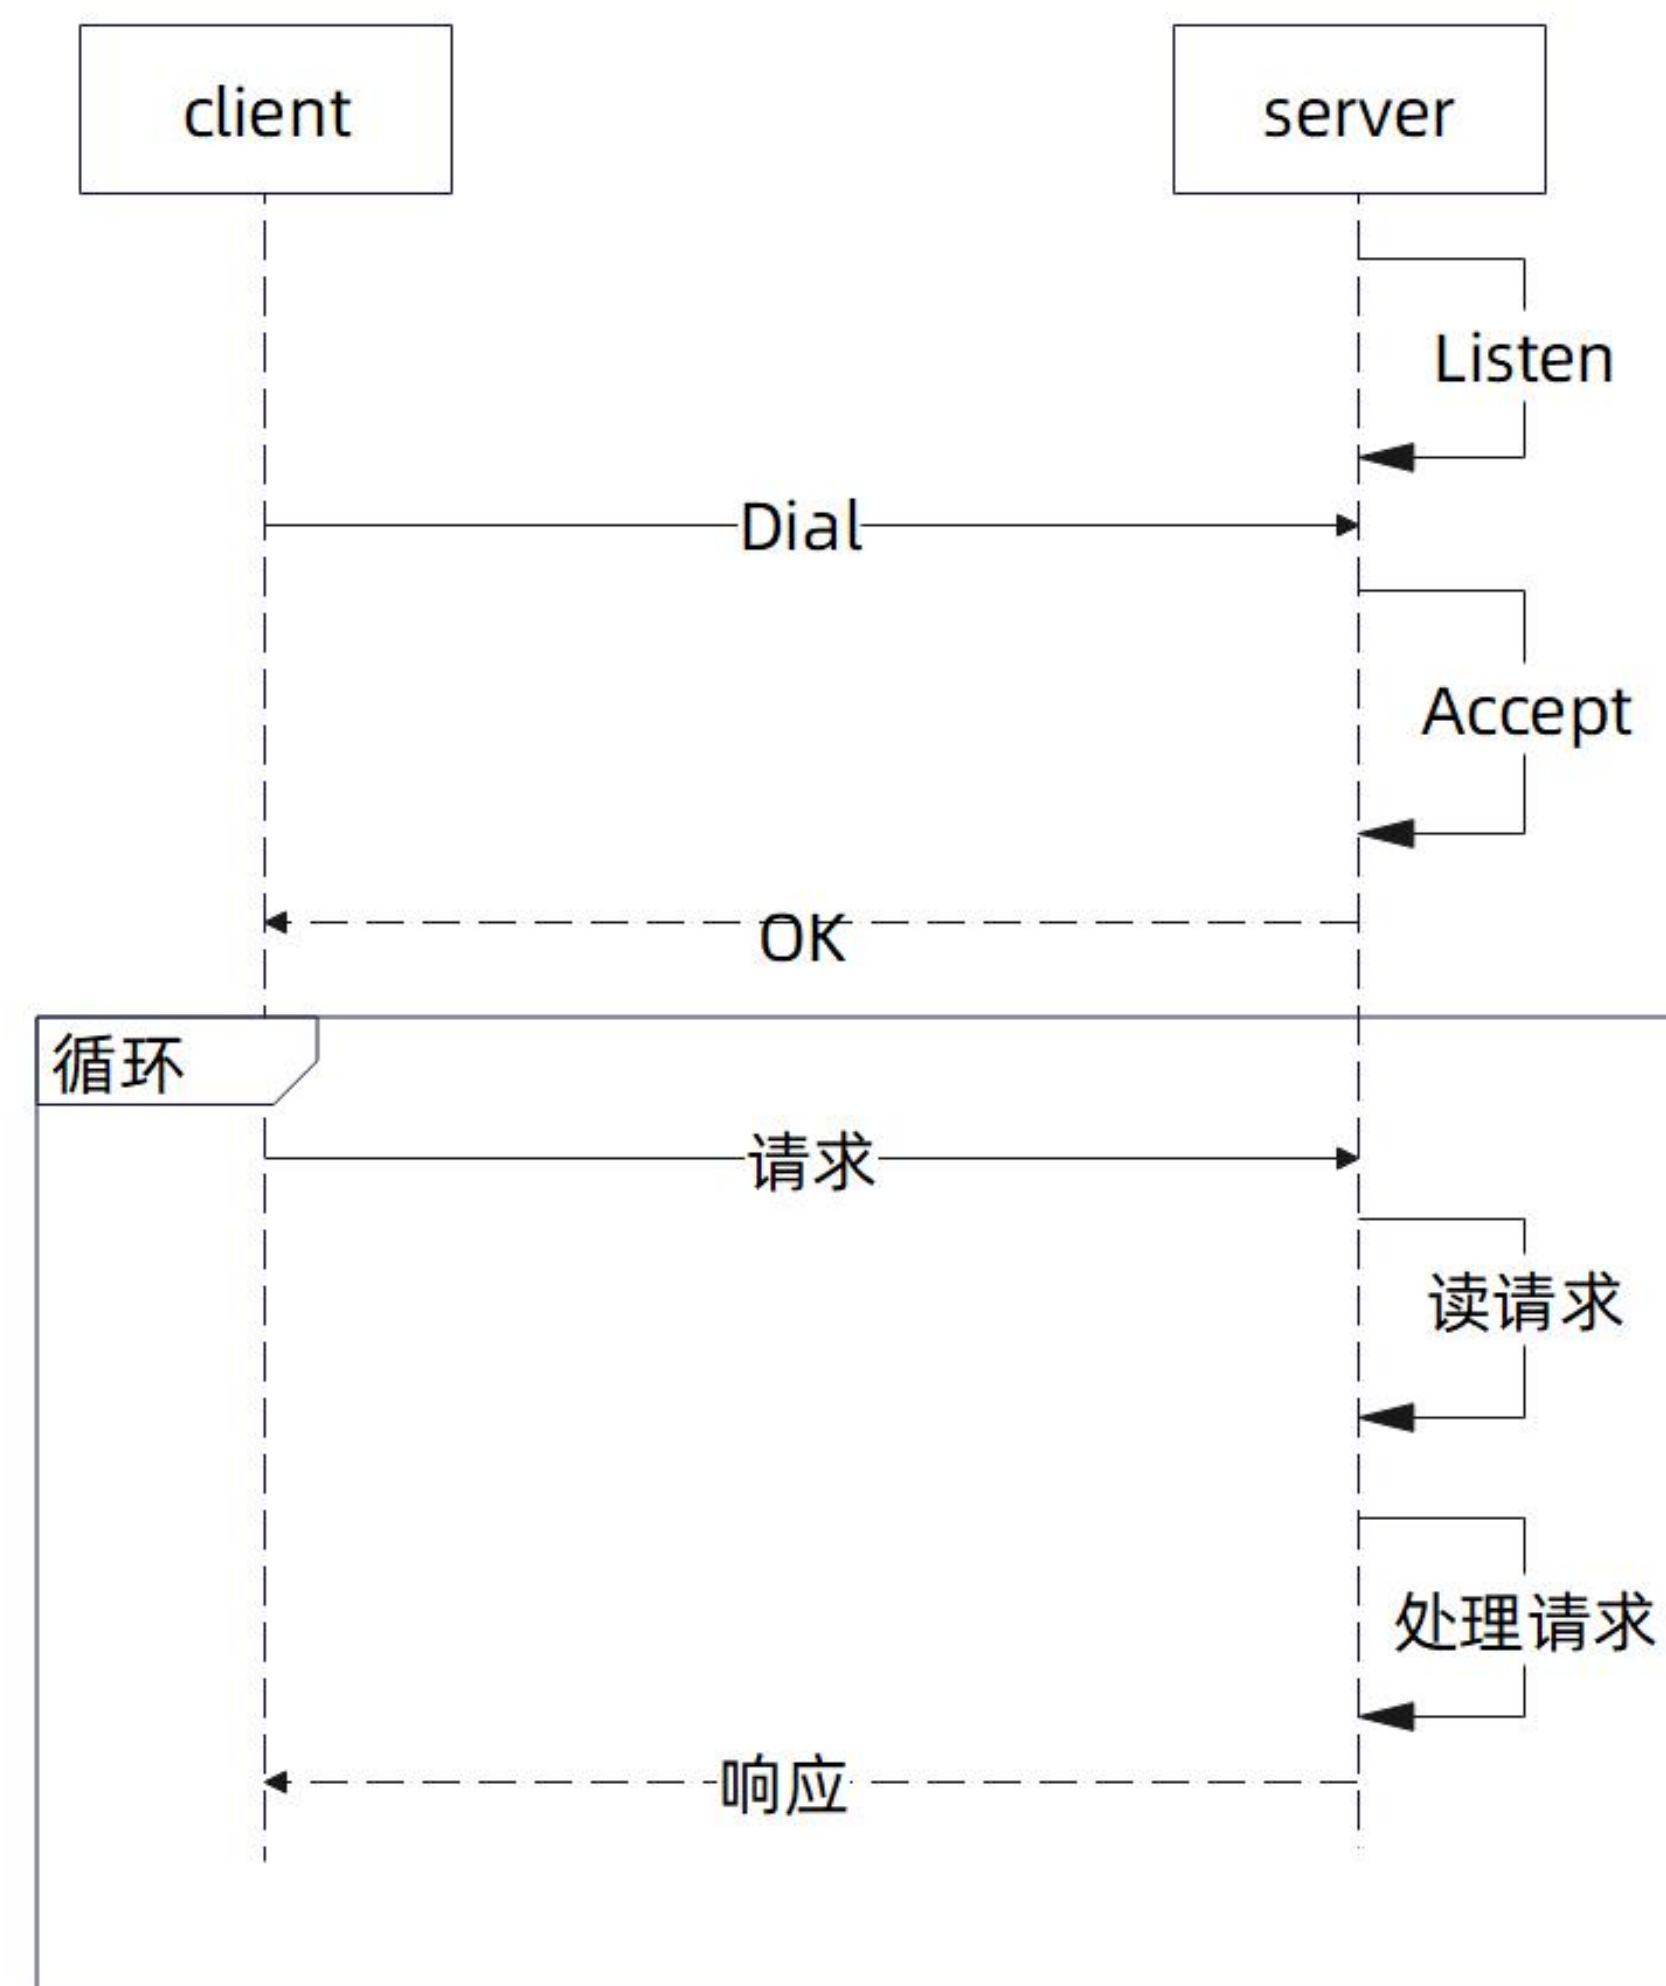 client
server
Listen
Dial
Accept
OK
循环
请求
读请求
处理请求
响应